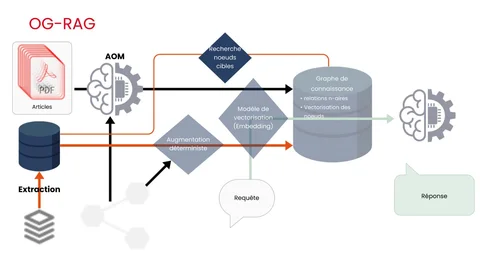 OG-RAG
PDF
Articles
AOM
Recherche
noeuds
cibles
Graphe de
connaissance
• relations n-aires
• Vectorisation des
nœuds
Modèle de
vectorisation
(Embedding)
Augmentation
déterministe
Extraction
Requête
Réponse